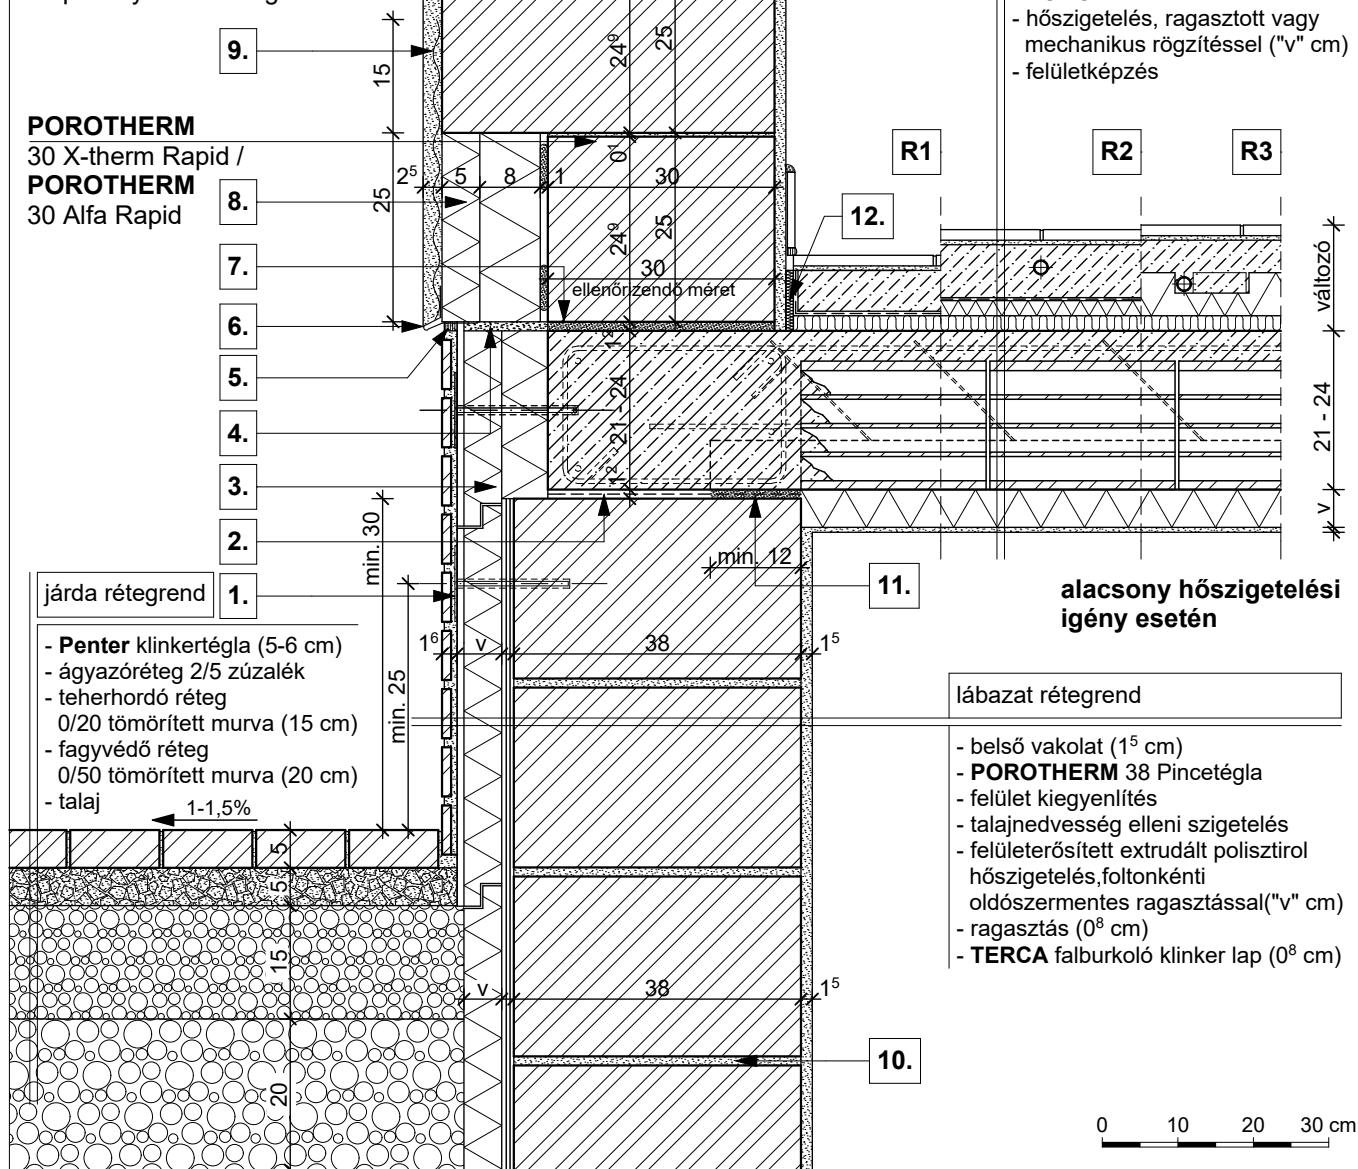 - hőszigetelés, ragasztott vagy
mechanikus rögzítéssel ("v" cm)
- felületképzés
9.
15
24⁹
25
POROTHERM
30 X-therm Rapid /
POROTHERM
30 Alfa Rapid
R1
R2
R3
0¹
2⁵
5
8
1
30
8.
25
12.
24⁹
25
7.
30
ellenőrizendő méret
változó
6.
1²
5.
4.
21 - 24
21 - 24
3.
1²
v
2.
min. 30
min. 12
járda rétegrend
1.
11.
alacsony hőszigetelési
igény esetén
- Penter klinkertégla (5-6 cm)
- ágyazóréteg 2/5 zúzalék
- teherhordó réteg
0/20 tömörített murva (15 cm)
- fagyvédő réteg
0/50 tömörített murva (20 cm)
- talaj
1⁶
v
38
1⁵
min. 25
lábazat rétegrend
- belső vakolat (1⁵ cm)
- POROTHERM 38 Pincetégla
- felület kiegyenlítés
- talajnedvesség elleni szigetelés
- felületerősített extrudált polisztirol
hőszigetelés,foltonkénti
oldószermentes ragasztással("v" cm)
- ragasztás (0⁸ cm)
- TERCA falburkoló klinker lap (0⁸ cm)
1-1,5%
5
5
15
v
38
1⁵
10.
20
0 10 20 30 cm